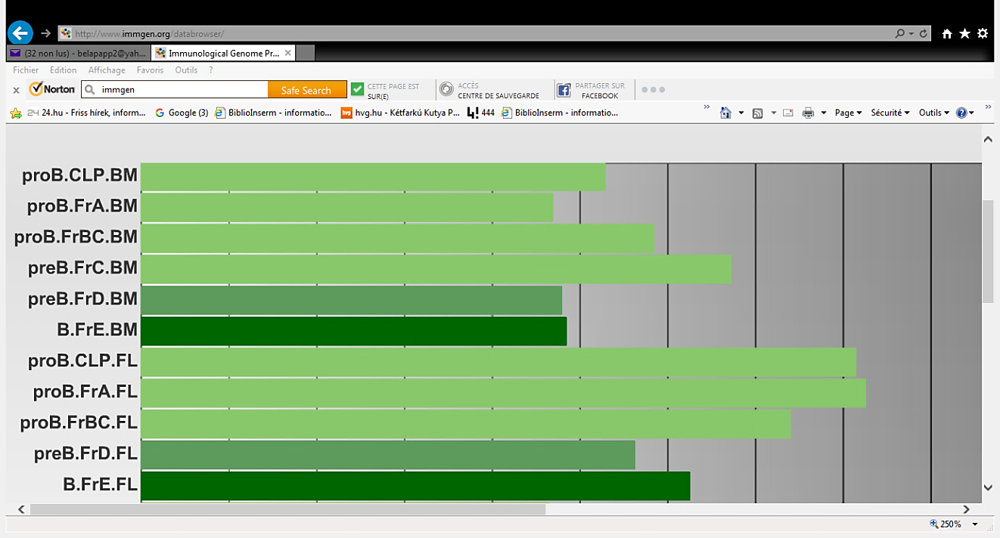 http://www.immgen.org/databrowser/
(32 non lus) - belapapp2@yah... Immunological Genome Pr...
Fichier Edition Affichage Favoris Outils ?
x Norton immgen Safe Search CETTE PAGE EST SUR(E) ACCÈS CENTRE DE SAUVEGARDE PARTAGER SUR FACEBOOK
24 24.hu - Friss hírek, inform... Google (3) BiblioInserm - informatio... hvg hvg.hu - Kétfarkú Kutya P... 4! 444 BiblioInserm - informatio... » Page Sécurité Outils »
proB.CLP.BM
proB.FrA.BM
proB.FrBC.BM
preB.FrC.BM
preB.FrD.BM
B.FrE.BM
proB.CLP.FL
proB.FrA.FL
proB.FrBC.FL
preB.FrD.FL
B.FrE.FL
250%